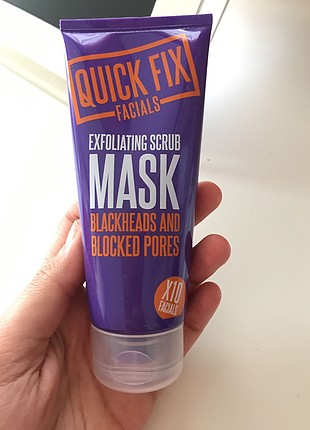 QUICK FIX
FACIALS
EXFOLIATING SCRUB
MASK
BLACKHEADS AND
BLOCKED PORES
X10
FACIALS